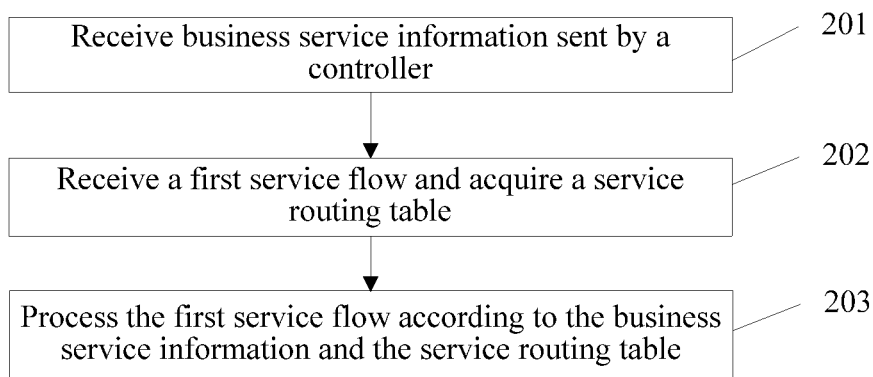 Receive business service information sent by a
controller
201
Receive a first service flow and acquire a service
routing table
202
Process the first service flow according to the business
service information and the service routing table
203